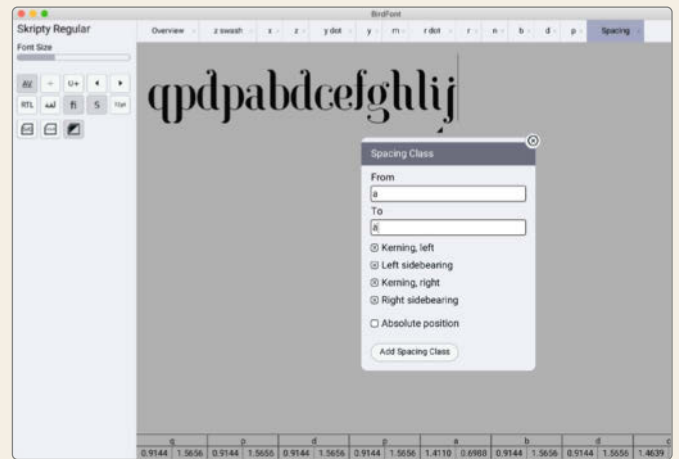 BirdFont
Skripty Regular
Overview z swash x z y dot y m r dot r n b d p Spacing
Font Size
qpdpabdcefghlij
AV U+
RTL fi S
Spacing Class
From
a
To
a
Kerning, left
Left sidebearing
Kerning, right
Right sidebearing
Absolute position
Add Spacing Class
q p d p a b d c
0.9144 1.5656 0.9144 1.5656 0.9144 1.5656 0.9144 1.5656 1.4110 0.6988 0.9144 1.5656 0.9144 1.5656 1.4639